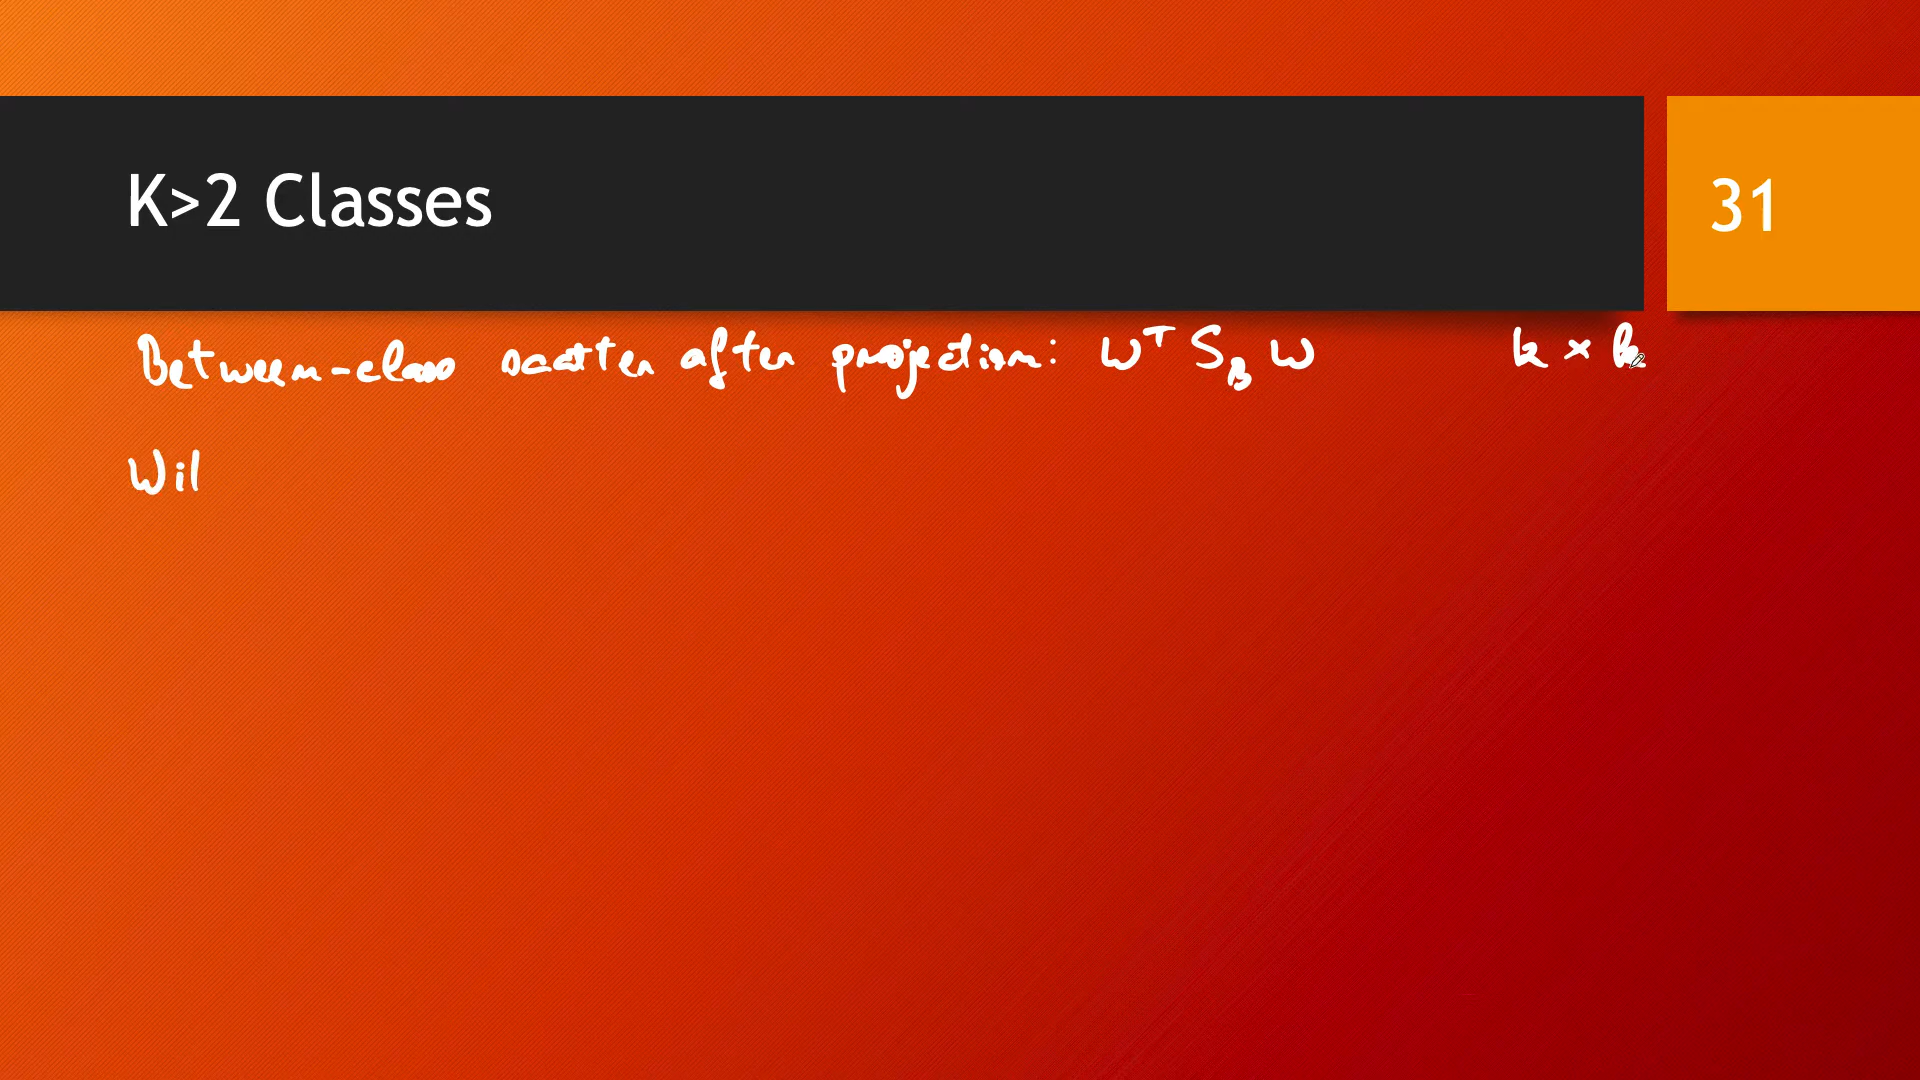 K>2 Classes
31
Between-class scatter after projection: Wᵀ S_B W k × k
Wil